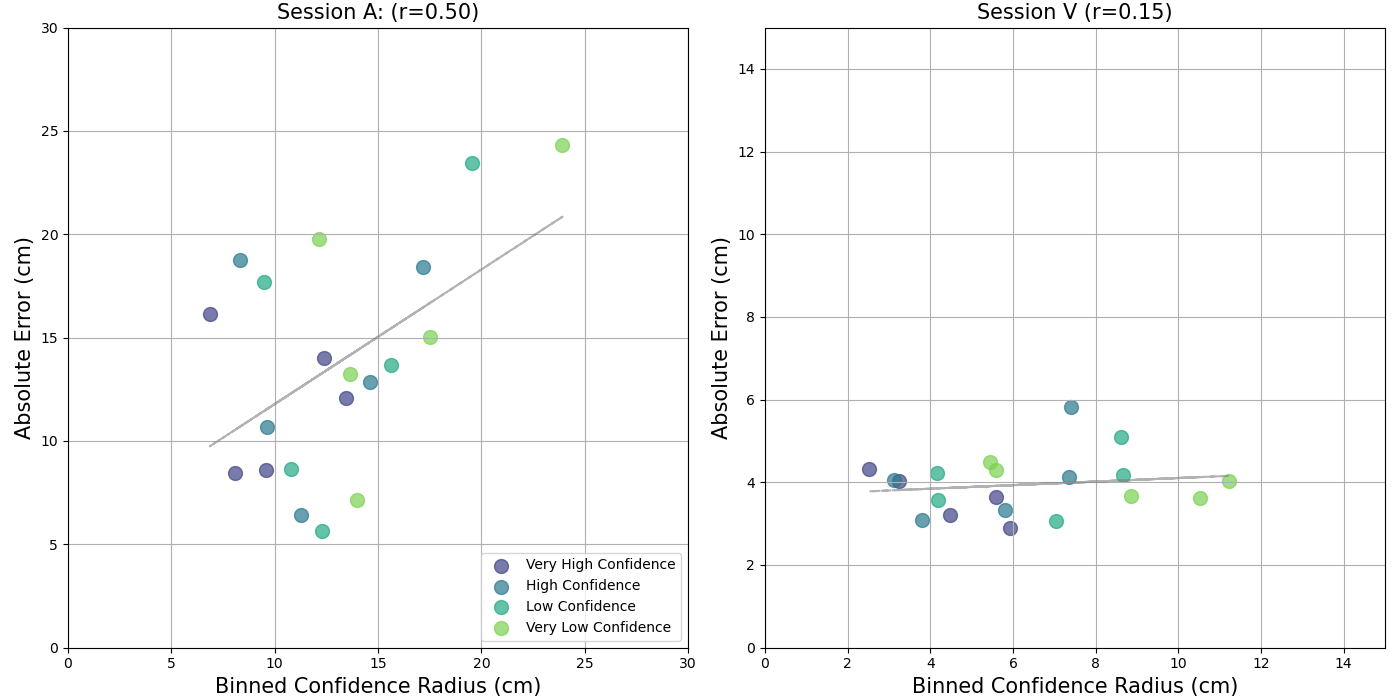 Session A: (r=0.50)
30
25
20
15
10
5
0
0 5 10 15 20 25 30
Absolute Error (cm)
Binned Confidence Radius (cm)
Very High Confidence
High Confidence
Low Confidence
Very Low Confidence
Session V (r=0.15)
14
12
10
8
6
4
2
0
0 2 4 6 8 10 12 14
Absolute Error (cm)
Binned Confidence Radius (cm)